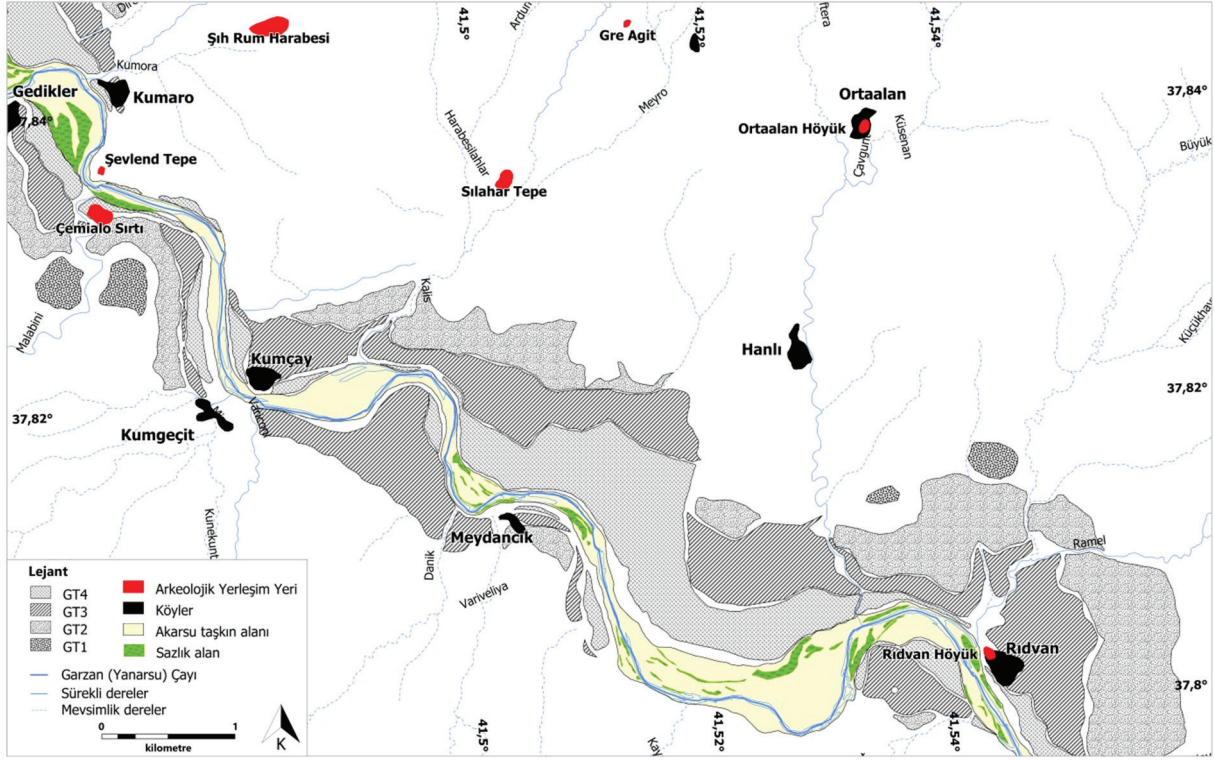 41,5°
41,52°
41,54°
Şıh Rum Harabesi
Gre Agit
Kumora
Kumaro
Gedikler
37,84°
Şevlend Tepe
Çemialo Sırtı
Harabesilahlar
Meyro
Sılahar Tepe
Ortaalan
Ortaalan Höyük
Küsenan
Büyük
37,84°
Malabini
Kalis
Kumçay
Hanlı
37,82°
37,82°
Kumgeçit
Meydancık
Kunekunt
Danik
Variveliya
Ramel
Rıdvan Höyük
Rıdvan
37,8°
41,5°
41,52°
41,54°
Lejant
GT4
GT3
GT2
GT1
Arkeolojik Yerleşim Yeri
Köyler
Akarsu taşkın alanı
Sazlık alan
Garzan (Yanarsu) Çayı
Sürekli dereler
Mevsimlik dereler
0 1
kilometre
K